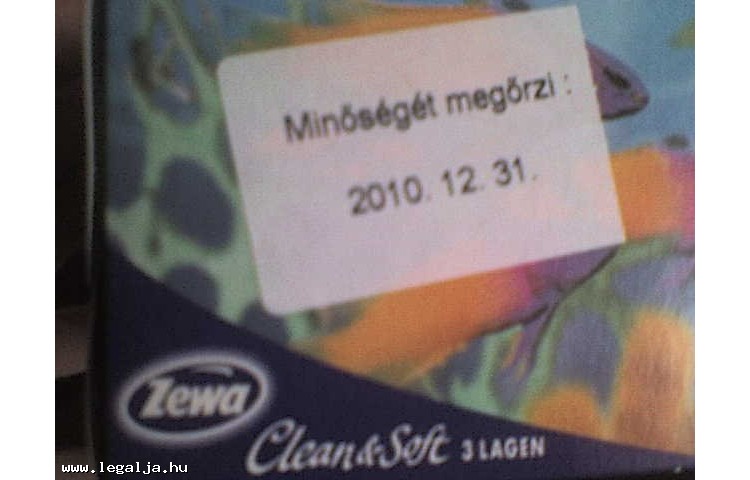 Minőségét megőrzi :
2010. 12. 31.
Zewa
Clean&Soft 3 LAGEN
www.legalja.hu